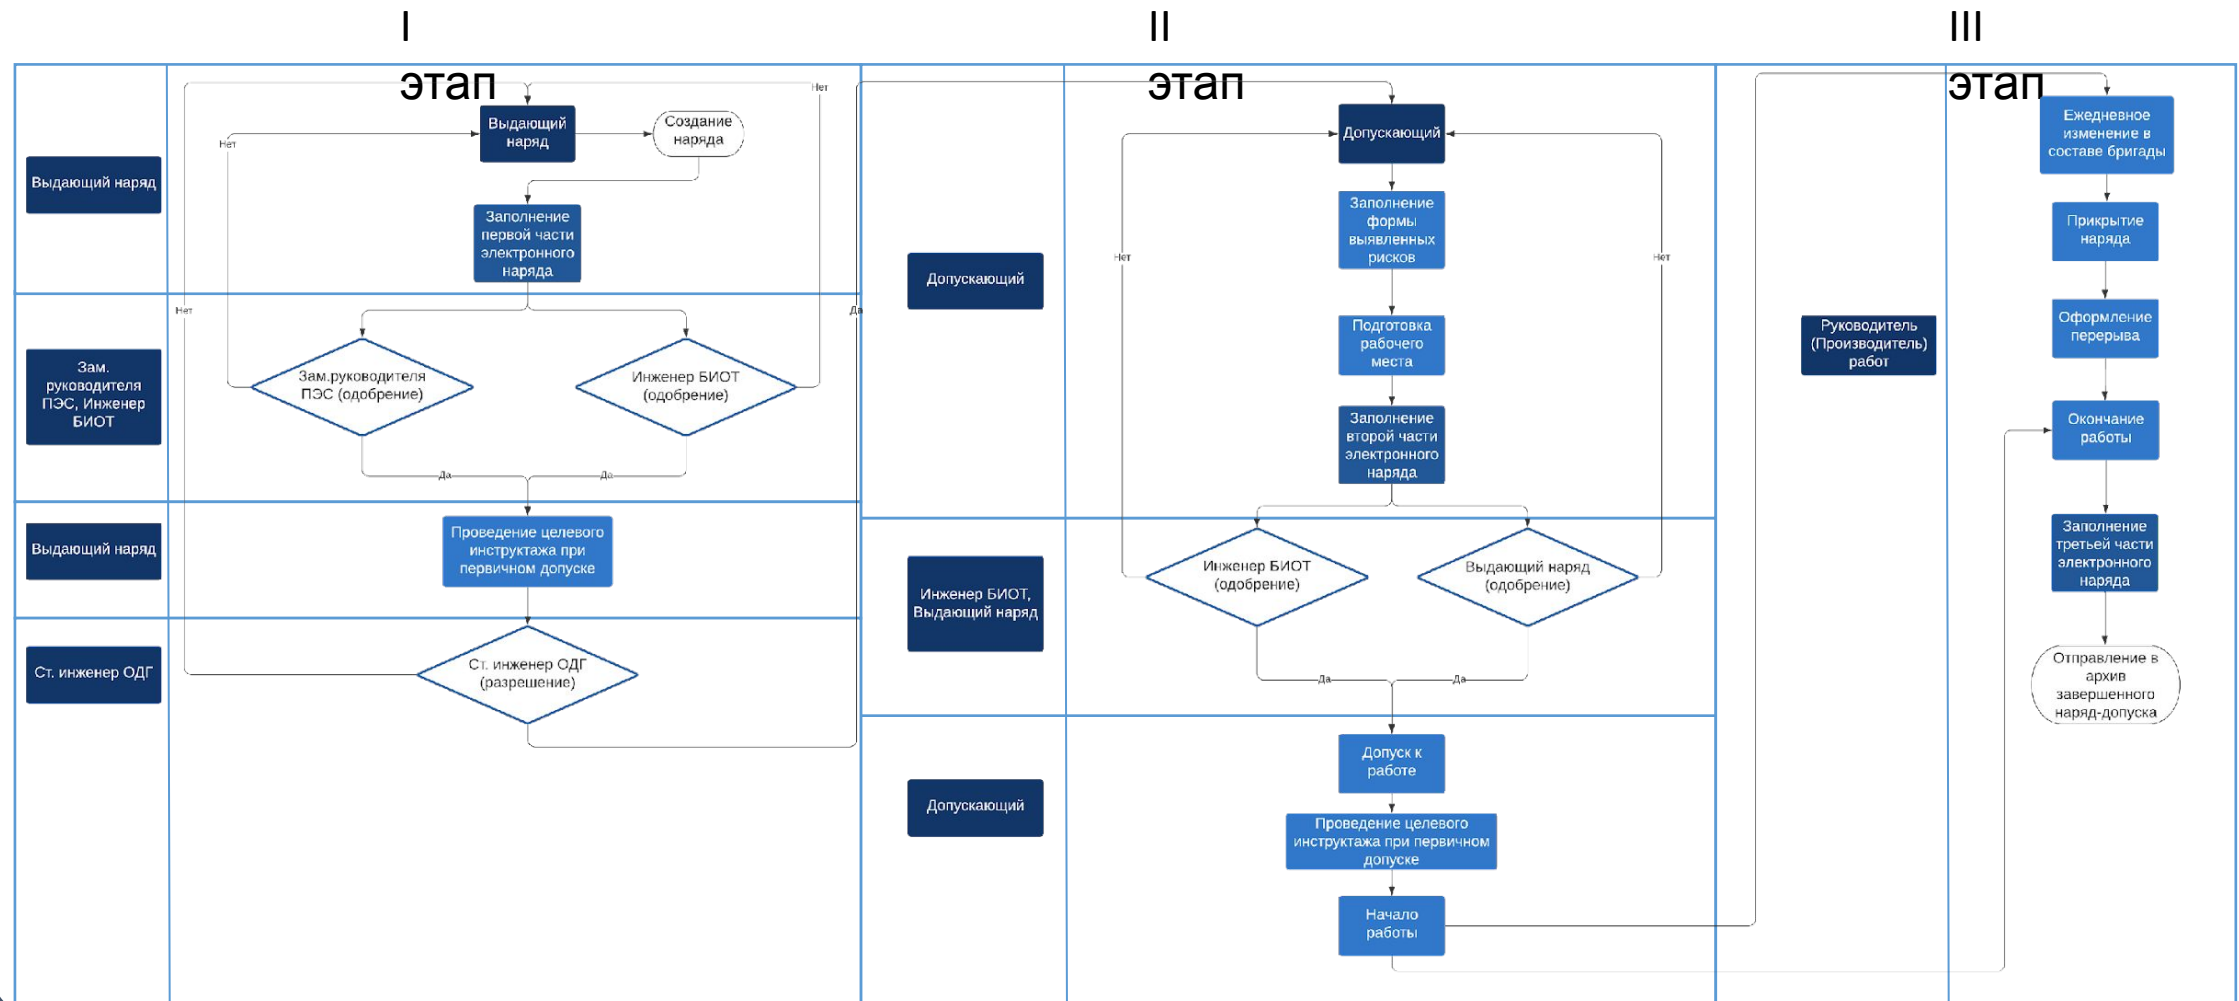 I
этап
II
этап
III
этап
Выдающий наряд
Зам.
руководителя
ПЭС, Инженер
БИОТ
Выдающий наряд
Ст. инженер ОДГ
Нет
Нет
Нет
Выдающий
наряд
Создание
наряда
Заполнение
первой части
электронного
наряда
Зам.руководителя
ПЭС (одобрение)
Инженер БИОТ
(одобрение)
Да
Да
Проведение целевого
инструктажа при
первичном допуске
Ст. инженер ОДГ
(разрешение)
Да
Допускающий
Инженер БИОТ,
Выдающий наряд
Допускающий
Допускающий
Заполнение
формы
выявленных
рисков
Нет
Нет
Подготовка
рабочего
места
Заполнение
второй части
электронного
наряда
Инженер БИОТ
(одобрение)
Выдающий наряд
(одобрение)
Да
Да
Допуск к
работе
Проведение целевого
инструктажа при первичном
допуске
Начало
работы
Руководитель
(Производитель)
работ
Ежедневное
изменение в
составе бригады
Прикрытие
наряда
Оформление
перерыва
Окончание
работы
Заполнение
третьей части
электронного
наряда
Отправление в
архив
завершенного
наряд-допуска